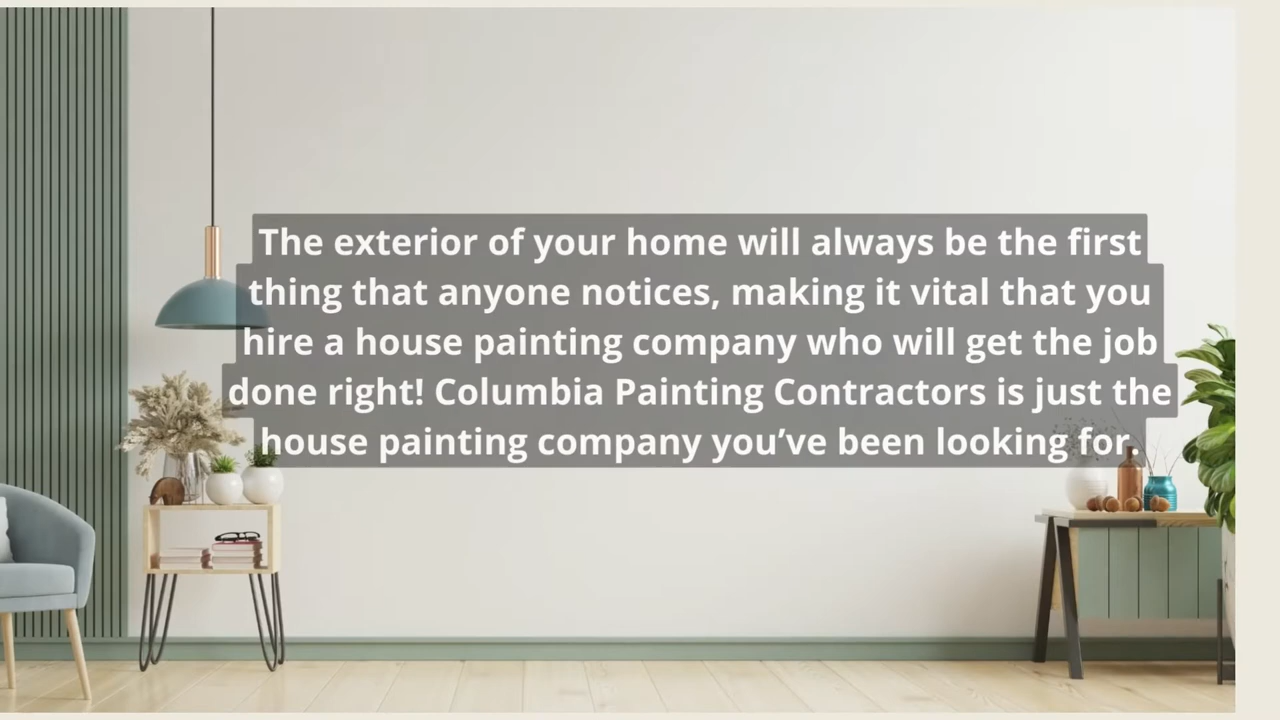 The exterior of your home will always be the first
thing that anyone notices, making it vital that you
hire a house painting company who will get the job
done right! Columbia Painting Contractors is just the
house painting company you’ve been looking for.